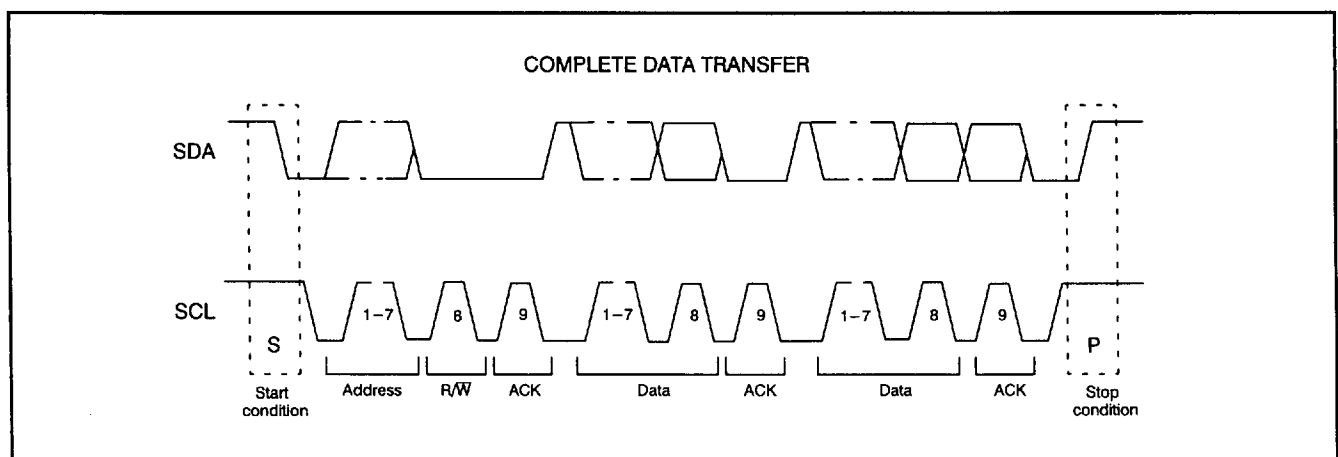 COMPLETE DATA TRANSFER
SDA
SCL
S
1–7
8
9
1–7
8
9
1–7
8
9
P
Start
condition
Address
R/W̅
ACK
Data
ACK
Data
ACK
Stop
condition